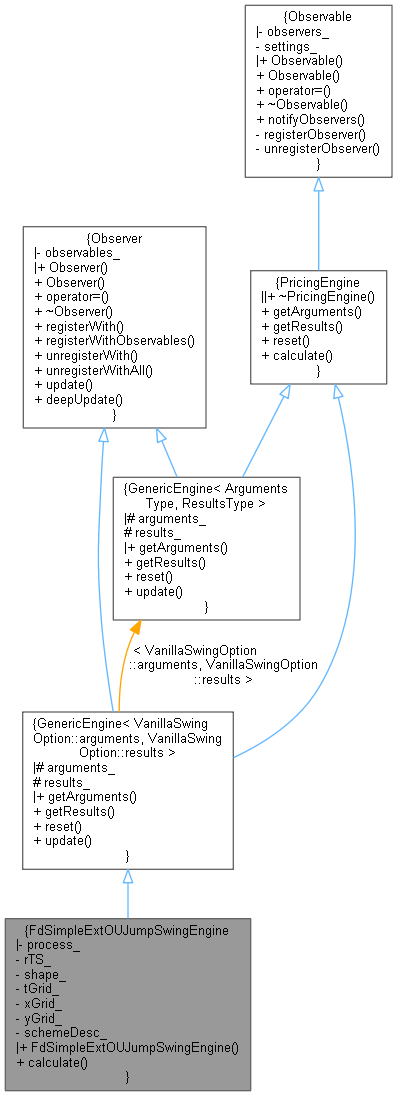 {Observable
|- observers_
- settings_
|+ Observable()
+ Observable()
+ operator=()
+ ~Observable()
+ notifyObservers()
- registerObserver()
- unregisterObserver()
}
{Observer
|- observables_
|+ Observer()
+ Observer()
+ operator=()
+ ~Observer()
+ registerWith()
+ registerWithObservables()
+ unregisterWith()
+ unregisterWithAll()
+ update()
+ deepUpdate()
}
{PricingEngine
||+ ~PricingEngine()
+ getArguments()
+ getResults()
+ reset()
+ calculate()
}
{GenericEngine< Arguments
Type, ResultsType >
|# arguments_
# results_
|+ getArguments()
+ getResults()
+ reset()
+ update()
}
< VanillaSwingOption
::arguments, VanillaSwingOption
::results >
{GenericEngine< VanillaSwing
Option::arguments, VanillaSwing
Option::results >
|# arguments_
# results_
|+ getArguments()
+ getResults()
+ reset()
+ update()
}
{FdSimpleExtOUJumpSwingEngine
|- process_
- rTS_
- shape_
- tGrid_
- xGrid_
- yGrid_
- schemeDesc_
|+ FdSimpleExtOUJumpSwingEngine()
+ calculate()
}